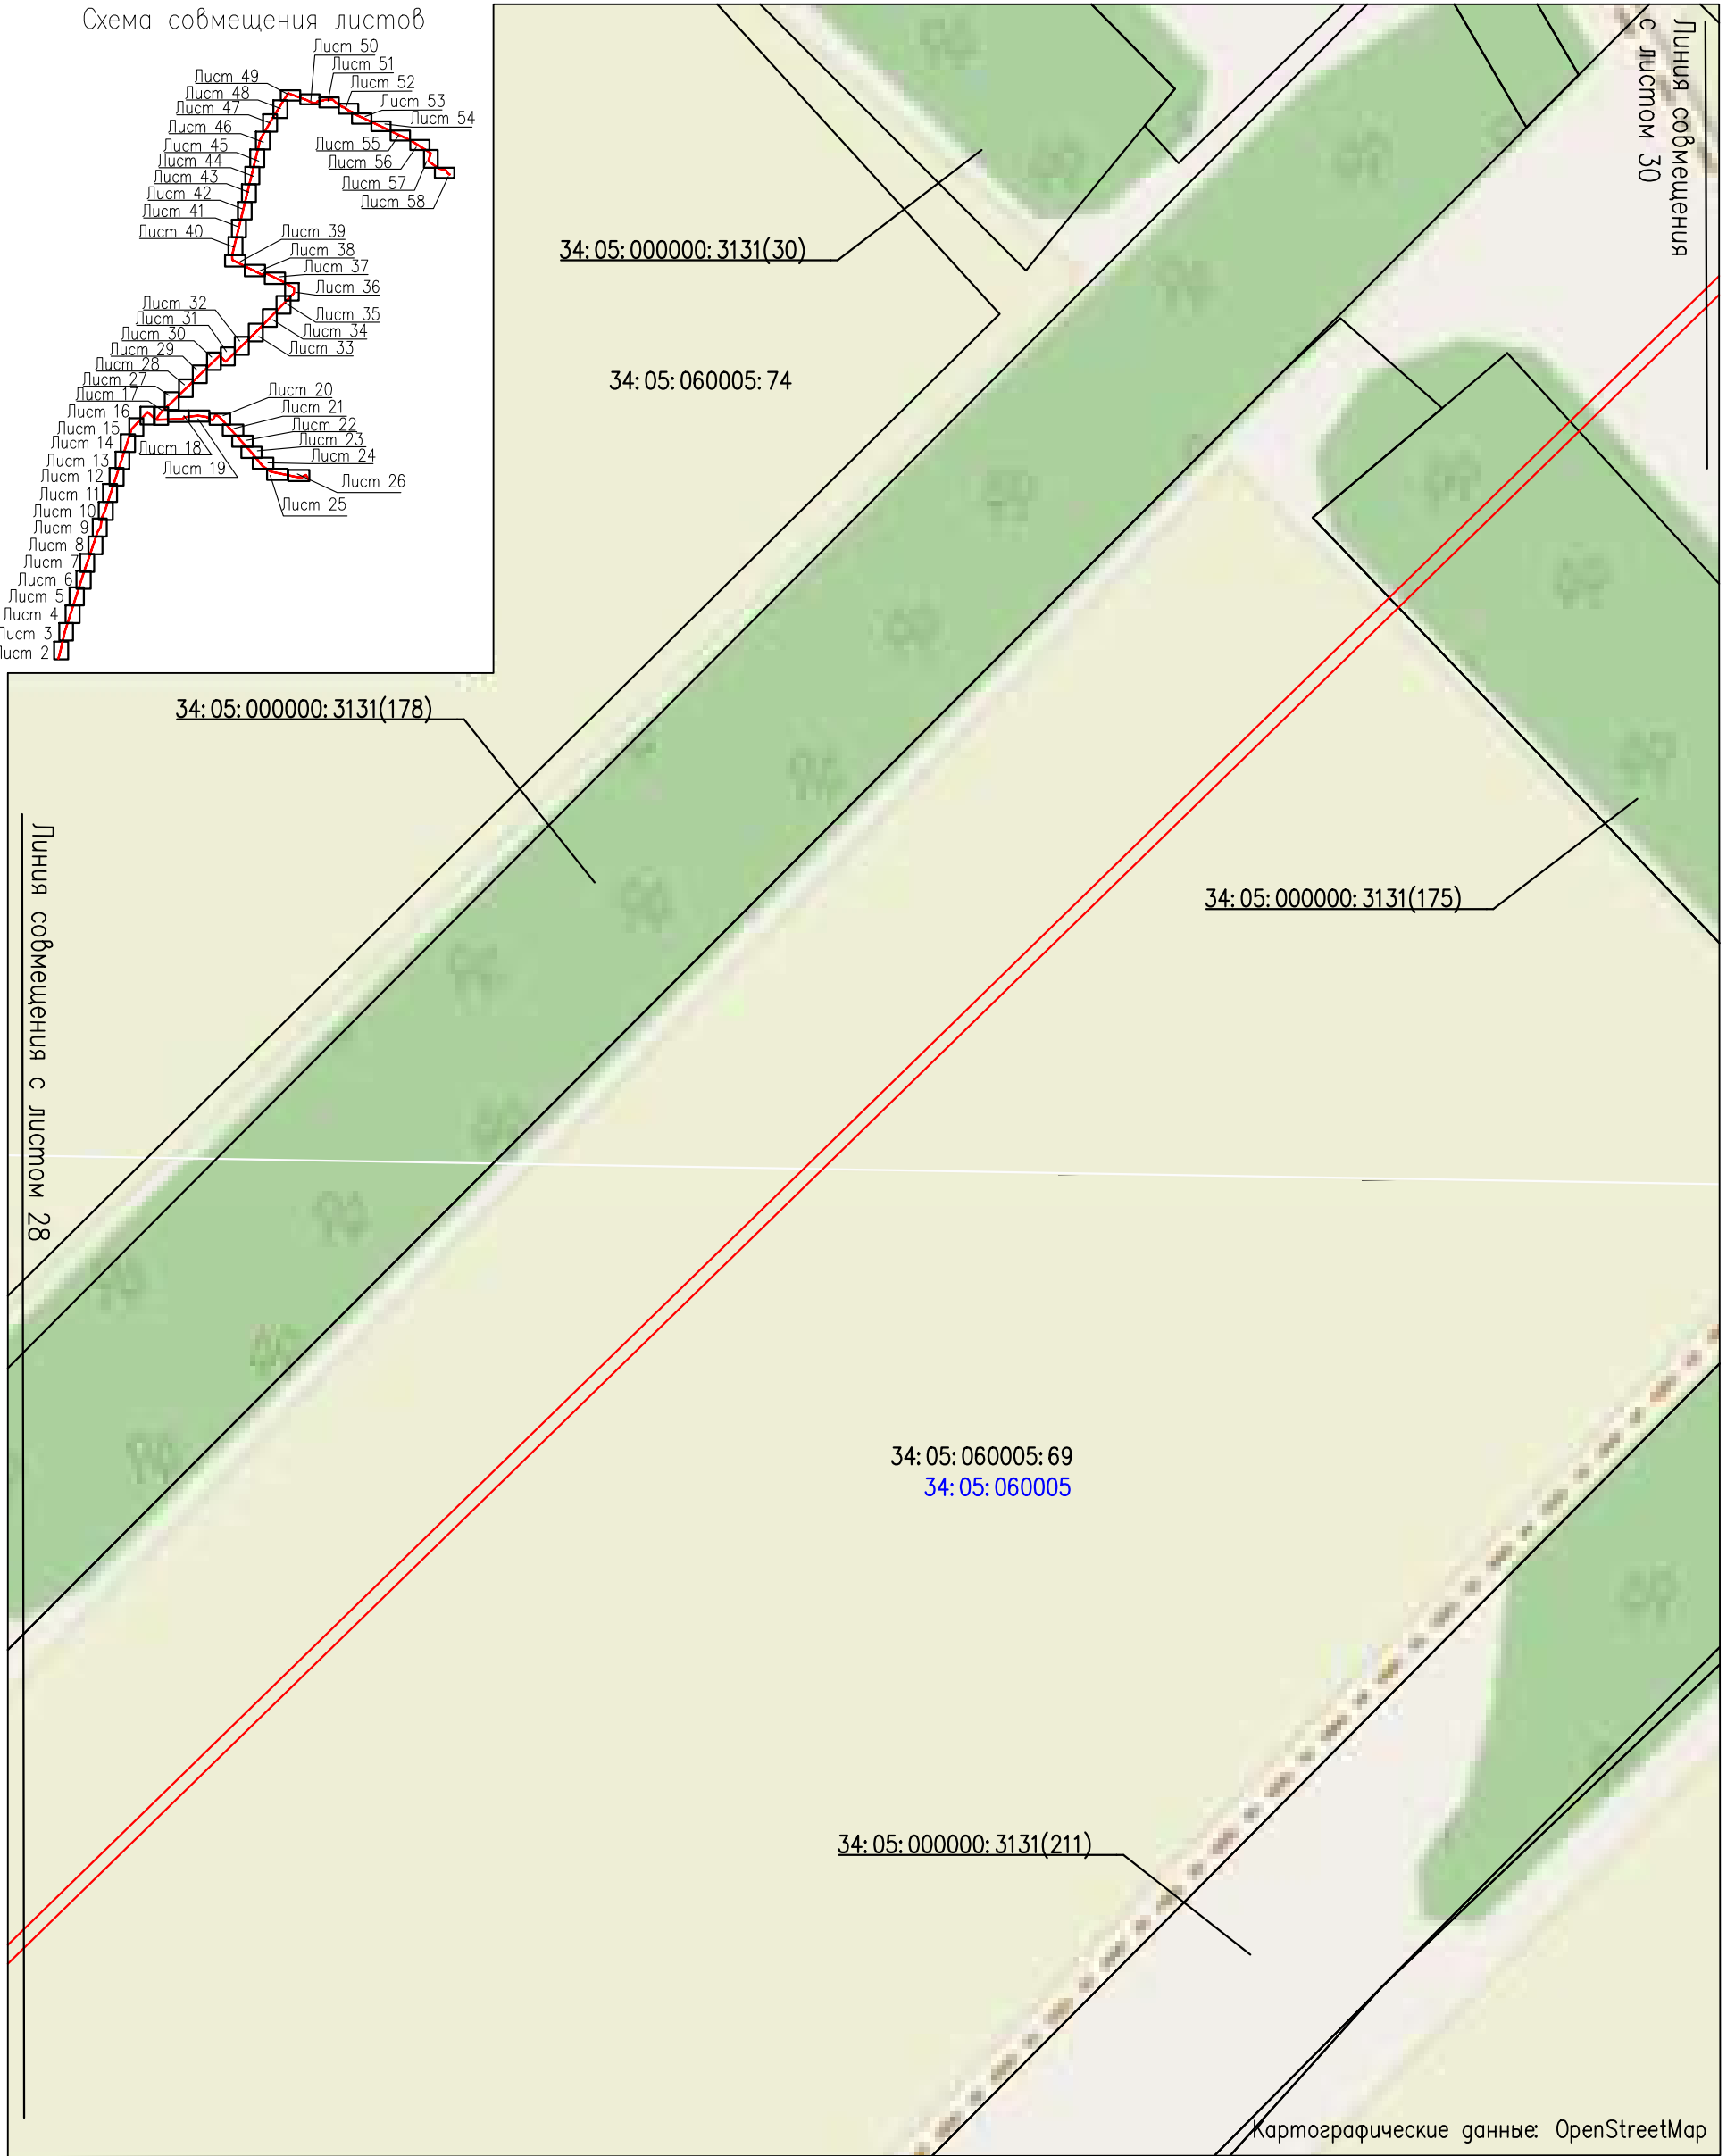 Схема совмещения листов
Лист 50
Лист 51
Лист 49
Лист 52
Лист 48
Лист 53
Лист 47
Лист 54
Лист 46
Лист 55
Лист 45
Лист 56
Лист 44
Лист 57
Лист 43
Лист 58
Лист 42
Лист 41
Лист 40
Лист 39
Лист 38
Лист 37
Лист 36
Лист 32
Лист 35
Лист 31
Лист 34
Лист 30
Лист 33
Лист 29
Лист 28
Лист 27
Лист 20
Лист 17
Лист 21
Лист 16
Лист 22
Лист 15
Лист 23
Лист 14
Лист 18
Лист 24
Лист 13
Лист 19
Лист 12
Лист 26
Лист 11
Лист 25
Лист 10
Лист 9
Лист 8
Лист 7
Лист 6
Лист 5
Лист 4
Лист 3
Лист 2
Линия совмещения
с листом 30
34:05:000000:3131(30)
34:05:060005:74
34:05:000000:3131(178)
Линия совмещения с листом 28
34:05:000000:3131(175)
34:05:060005:69
34:05:060005
34:05:000000:3131(211)
Картографические данные: OpenStreetMap